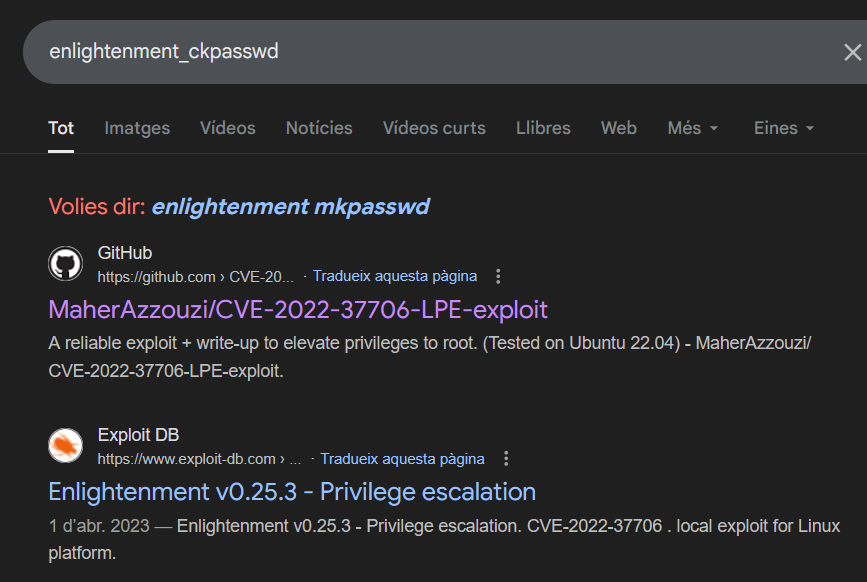 enlightenment_ckpasswd
Tot Imatges Vídeos Notícies Vídeos curts Llibres Web Més Eines
Volies dir: enlightenment mkpasswd
GitHub
https://github.com › CVE-20... · Tradueix aquesta pàgina
MaherAzzouzi/CVE-2022-37706-LPE-exploit
A reliable exploit + write-up to elevate privileges to root. (Tested on Ubuntu 22.04) - MaherAzzouzi/
CVE-2022-37706-LPE-exploit.
Exploit DB
https://www.exploit-db.com › ... · Tradueix aquesta pàgina
Enlightenment v0.25.3 - Privilege escalation
1 d’abr. 2023 — Enlightenment v0.25.3 - Privilege escalation. CVE-2022-37706 . local exploit for Linux
platform.